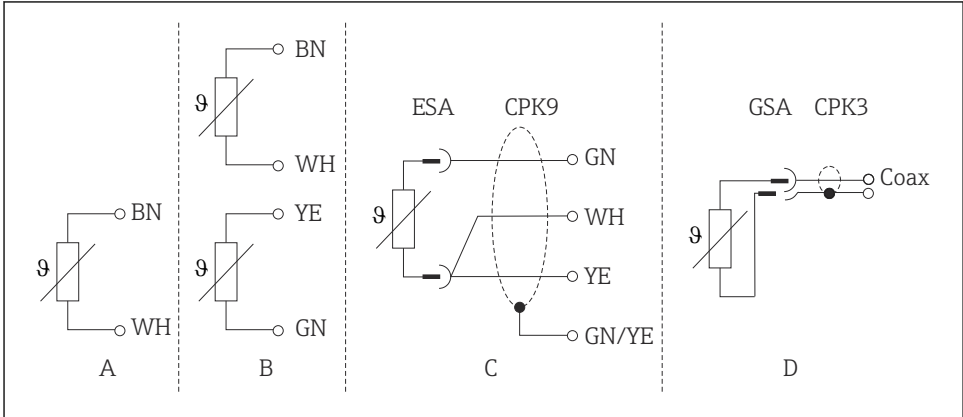 BN
ϑ
WH
A
BN
ϑ
WH
YE
ϑ
GN
B
ESA CPK9
GN
ϑ
WH
YE
GN/YE
C
GSA CPK3
Coax
ϑ
D